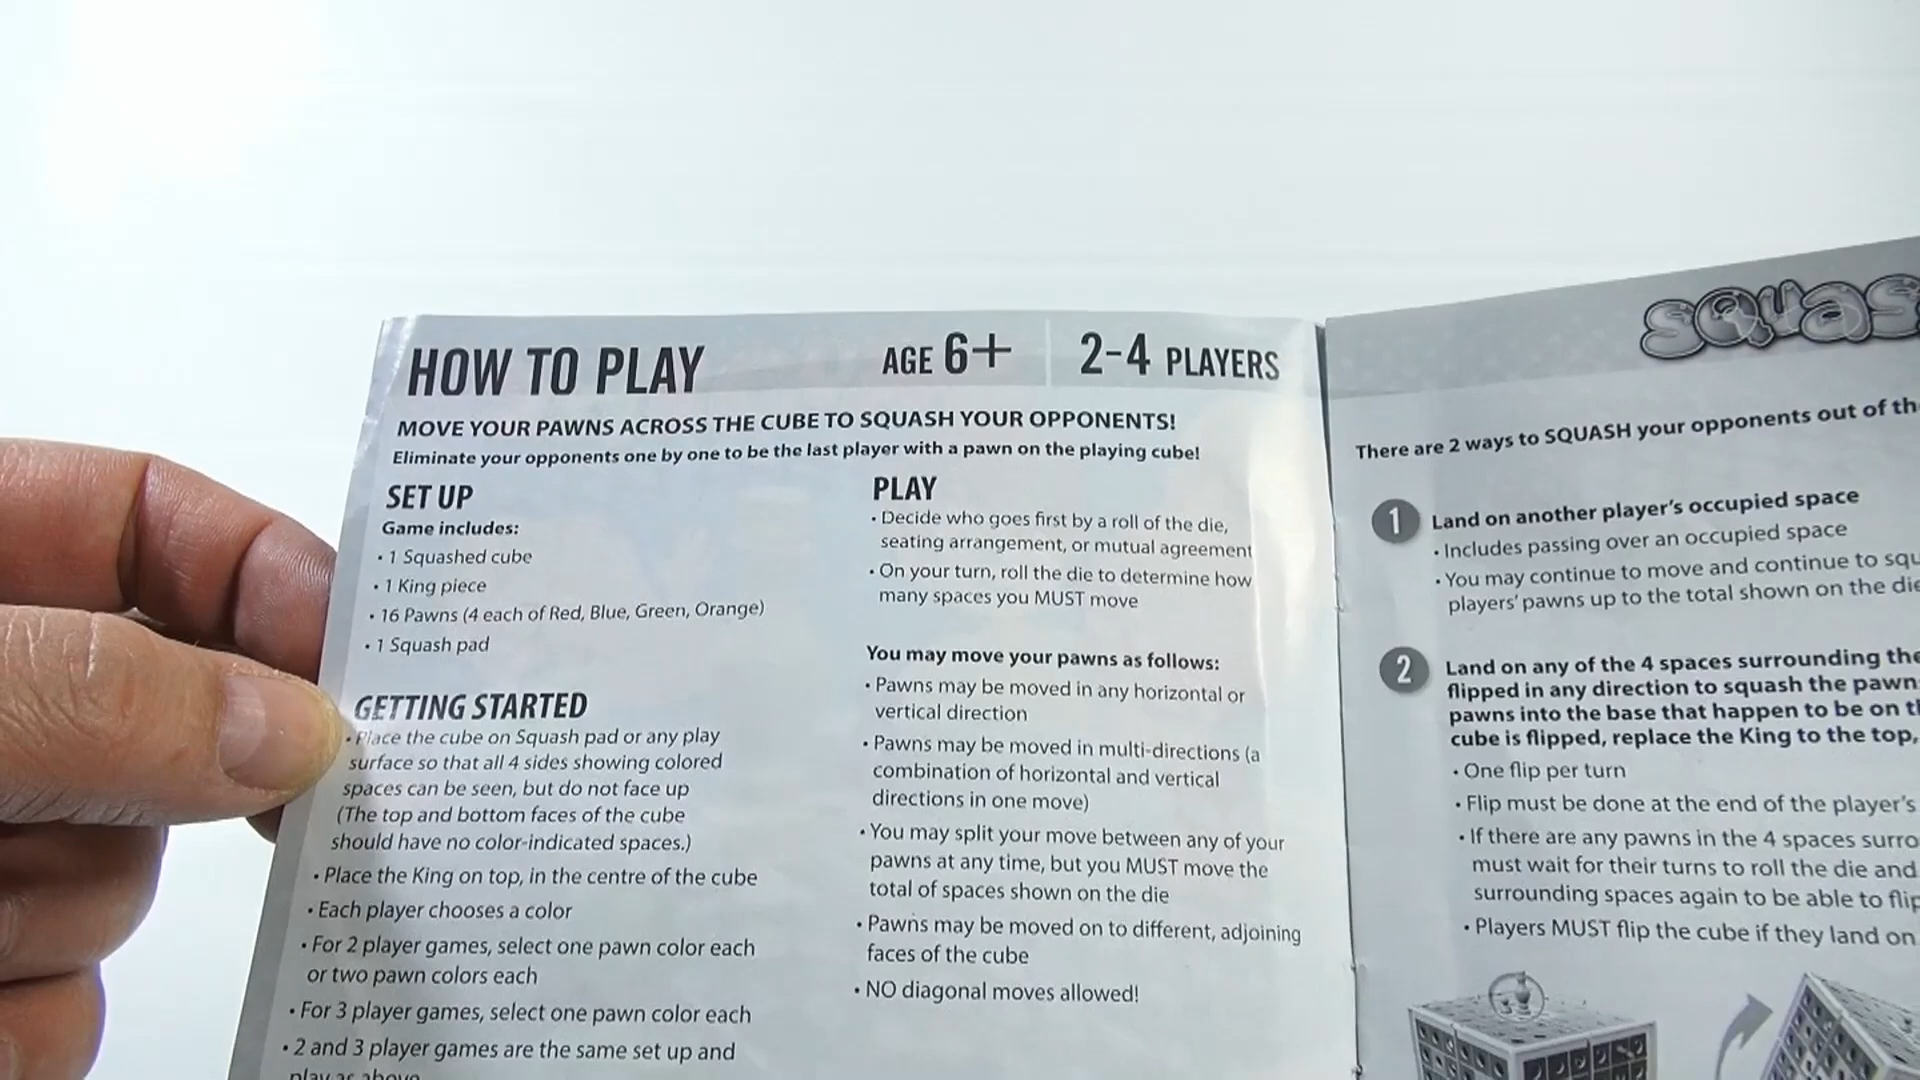 HOW TO PLAY
AGE 6+
2-4 PLAYERS
MOVE YOUR PAWNS ACROSS THE CUBE TO SQUASH YOUR OPPONENTS!
Eliminate your opponents one by one to be the last player with a pawn on the playing cube!
SET UP
Game includes:
• 1 Squashed cube
• 1 King piece
• 16 Pawns (4 each of Red, Blue, Green, Orange)
• 1 Squash pad
GETTING STARTED
• Place the cube on Squash pad or any play
surface so that all 4 sides showing colored
spaces can be seen, but do not face up
(The top and bottom faces of the cube
should have no color-indicated spaces.)
• Place the King on top, in the centre of the cube
• Each player chooses a color
• For 2 player games, select one pawn color each
or two pawn colors each
• For 3 player games, select one pawn color each
• 2 and 3 player games are the same set up and
play as above
PLAY
• Decide who goes first by a roll of the die,
seating arrangement, or mutual agreement
• On your turn, roll the die to determine how
many spaces you MUST move
You may move your pawns as follows:
• Pawns may be moved in any horizontal or
vertical direction
• Pawns may be moved in multi-directions (a
combination of horizontal and vertical
directions in one move)
• You may split your move between any of your
pawns at any time, but you MUST move the
total of spaces shown on the die
• Pawns may be moved on to different, adjoining
faces of the cube
• NO diagonal moves allowed!
SQUAS
There are 2 ways to SQUASH your opponents out of the
1 Land on another player's occupied space
• Includes passing over an occupied space
• You may continue to move and continue to squ
players' pawns up to the total shown on the die
2 Land on any of the 4 spaces surrounding the
flipped in any direction to squash the pawn
pawns into the base that happen to be on t
cube is flipped, replace the King to the top,
• One flip per turn
• Flip must be done at the end of the player's
• If there are any pawns in the 4 spaces surro
must wait for their turns to roll the die and
surrounding spaces again to be able to flip
• Players MUST flip the cube if they land on